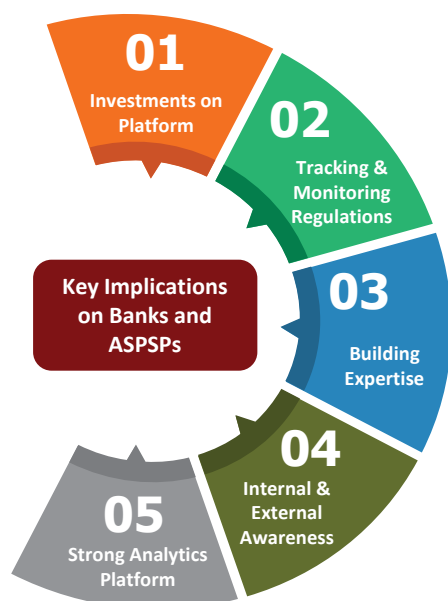 01
Investments on
Platform
02
Tracking &
Monitoring
Regulations
Key Implications
on Banks and
ASPSPs
03
Building
Expertise
04
Internal &
External
Awareness
05
Strong Analytics
Platform